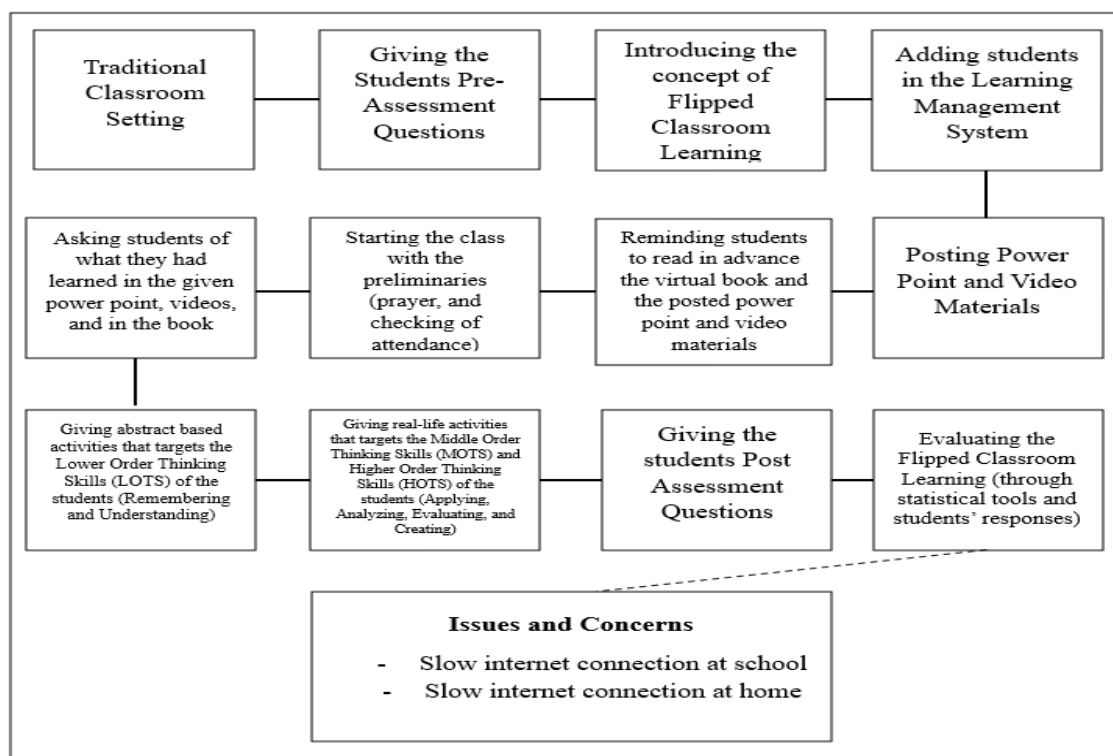 Traditional
Classroom
Setting
Giving the
Students Pre-
Assessment
Questions
Introducing the
concept of
Flipped
Classroom
Learning
Adding students
in the Learning
Management
System
Asking students of
what they had
learned in the given
power point, videos,
and in the book
Starting the class
with the
preliminaries
(prayer, and
checking of
attendance)
Reminding students
to read in advance
the virtual book and
the posted power
point and video
materials
Posting Power
Point and Video
Materials
Giving abstract based
activities that targets the
Lower Order Thinking
Skills (LOTS) of the
students (Remembering
and Understanding)
Giving real-life activities
that targets the Middle Order
Thinking Skills (MOTS) and
Higher Order Thinking
Skills (HOTS) of the
students (Applying,
Analyzing, Evaluating, and
Creating)
Giving the
students Post
Assessment
Questions
Evaluating the
Flipped Classroom
Learning (through
statistical tools and
students’ responses)
Issues and Concerns
- Slow internet connection at school
- Slow internet connection at home